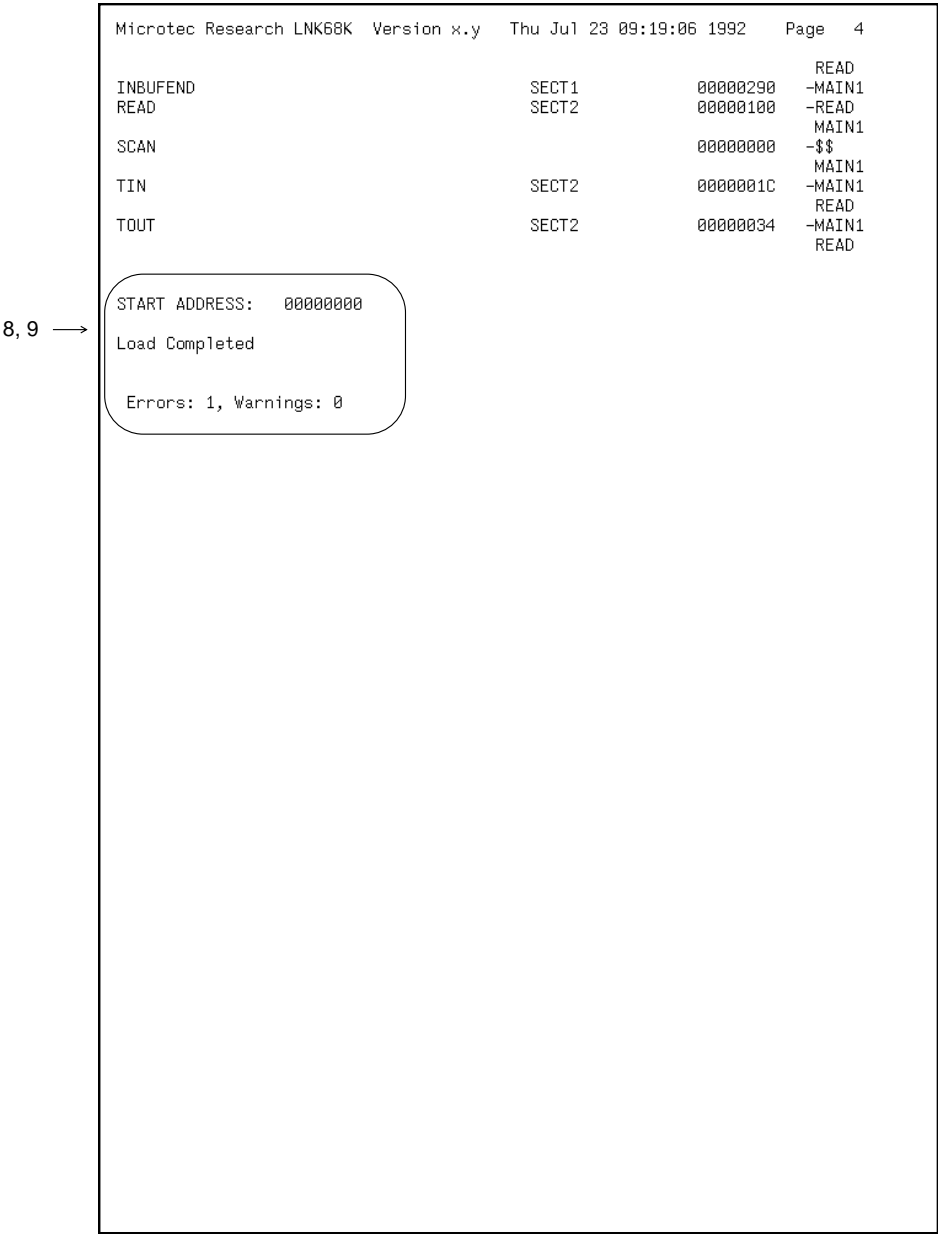 Microtec Research LNK68K  Version x.y   Thu Jul 23 09:19:06 1992    Page   4
READ
INBUFEND                                  SECT1            00000290   -MAIN1
READ                                      SECT2            00000100   -READ
MAIN1
SCAN                                                       00000000   -$$
MAIN1
TIN                                       SECT2            0000001C   -MAIN1
READ
TOUT                                      SECT2            00000034   -MAIN1
READ
START ADDRESS:   00000000
8, 9 →
Load Completed
Errors: 1, Warnings: 0